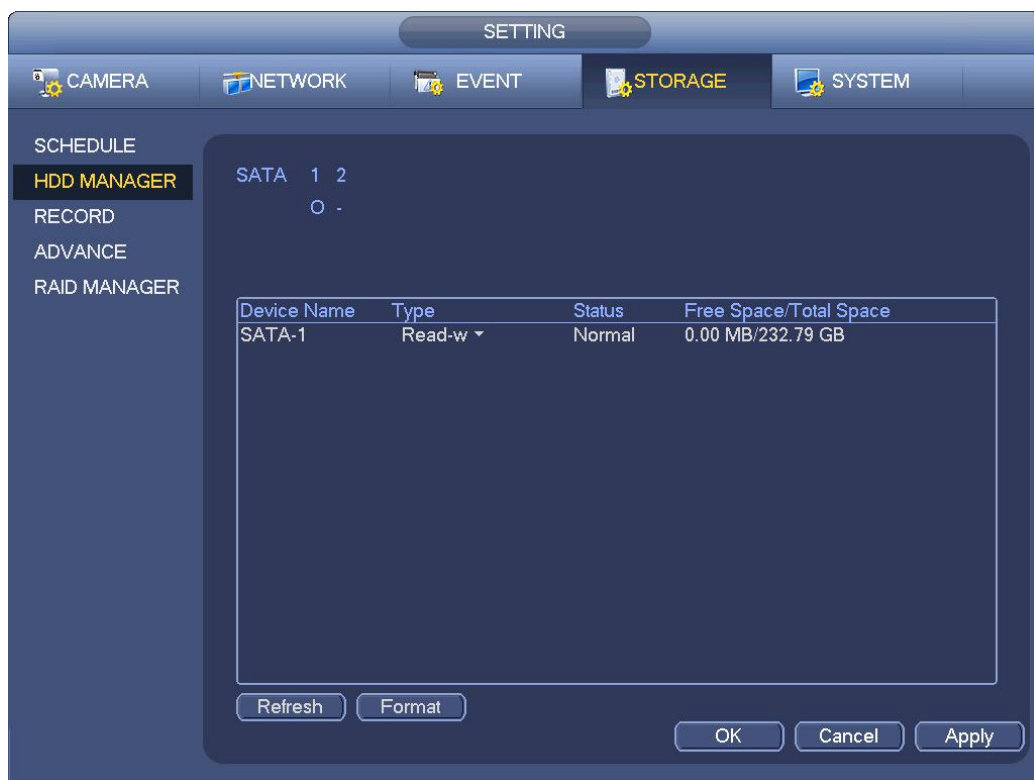 SETTING
CAMERA NETWORK EVENT STORAGE SYSTEM
SCHEDULE
HDD MANAGER
RECORD
ADVANCE
RAID MANAGER
SATA 1 2
O -
Device Name Type Status Free Space/Total Space
SATA-1 Read-w Normal 0.00 MB/232.79 GB
Refresh Format
OK Cancel Apply